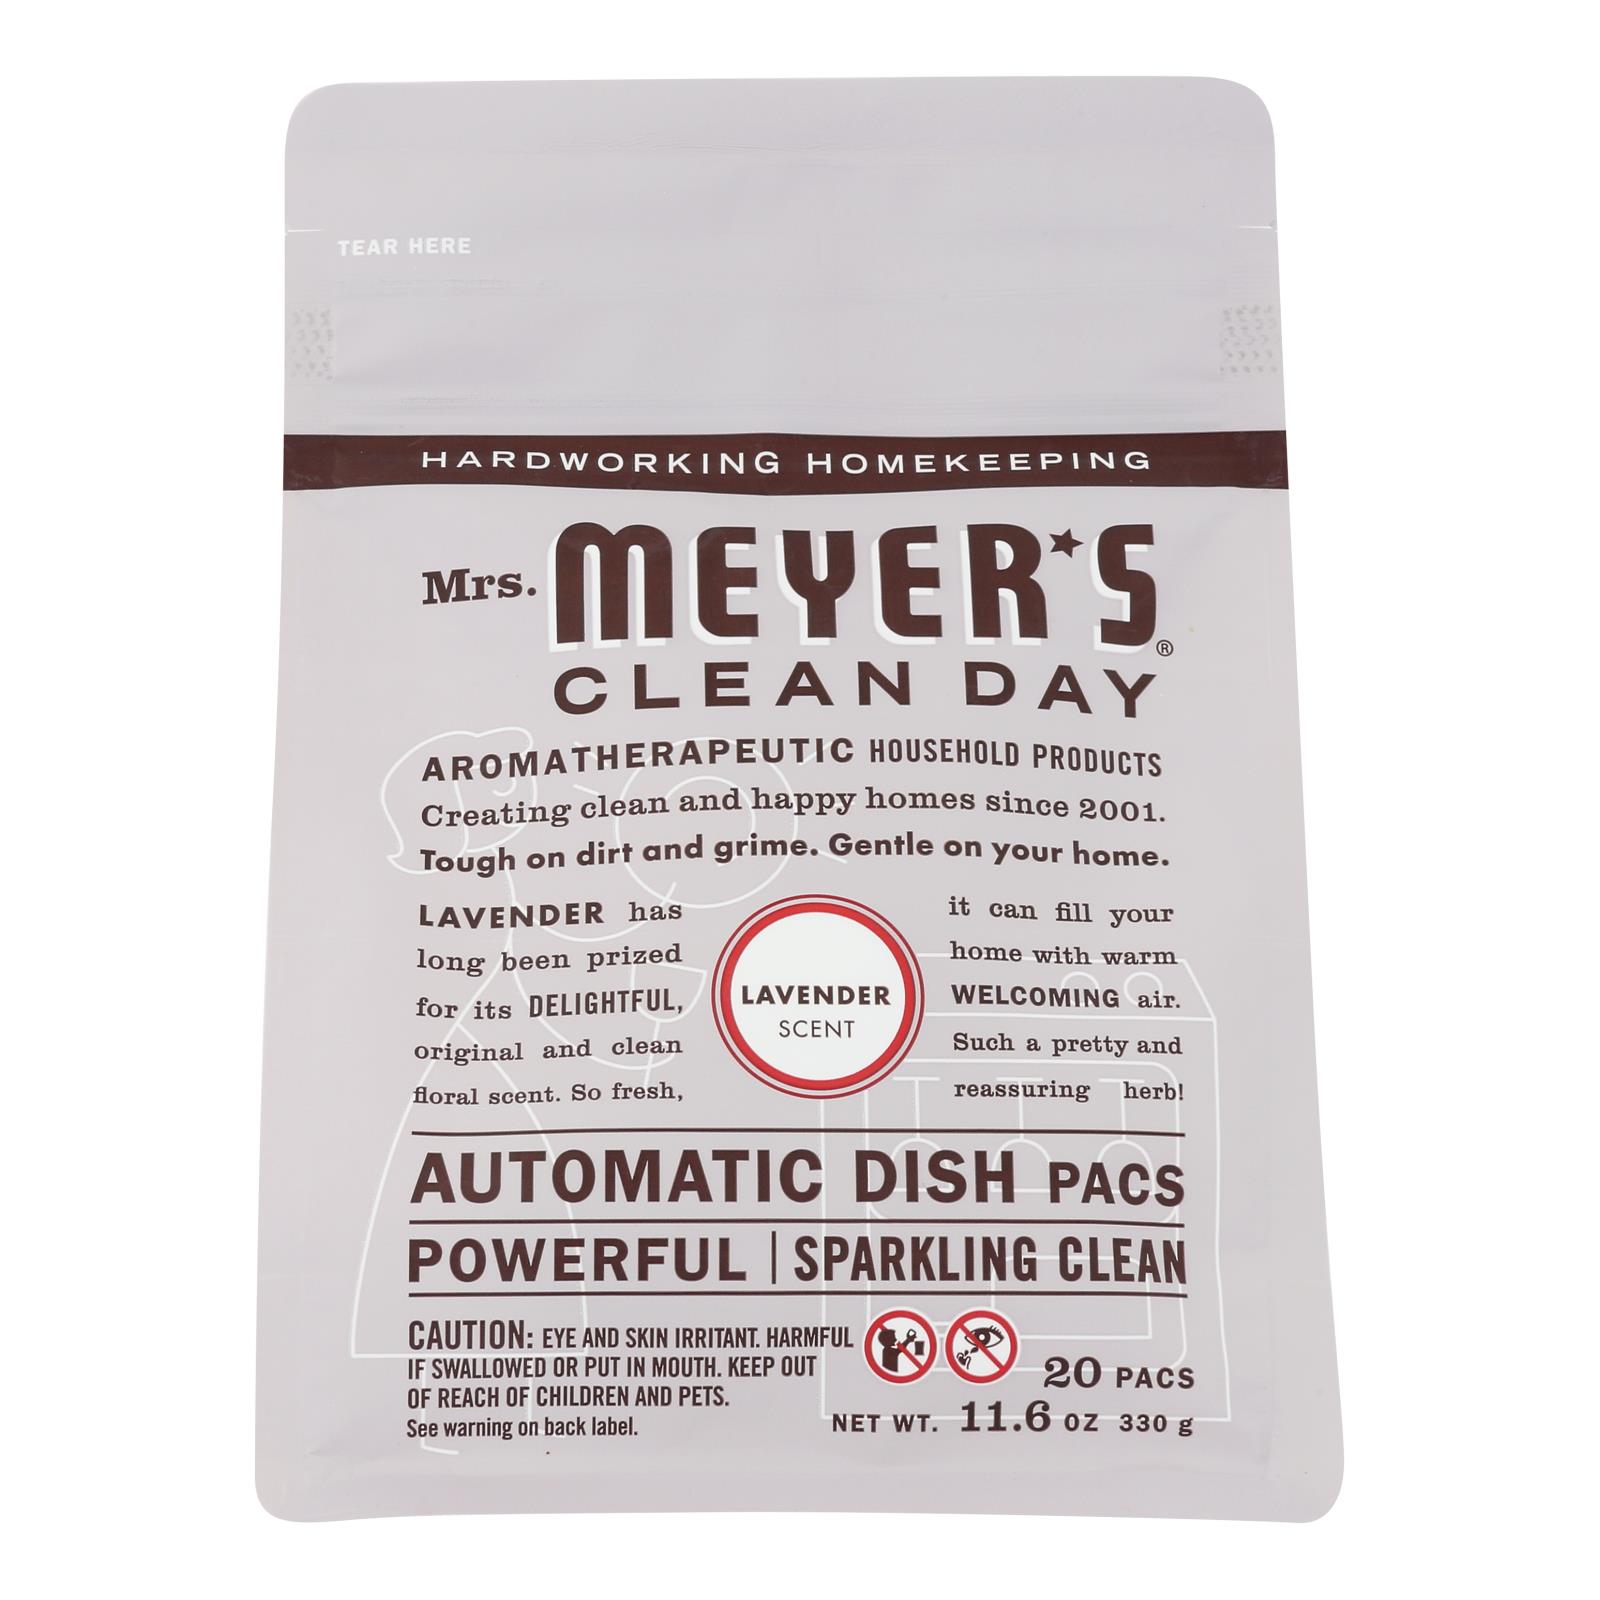 TEAR HERE
HARDWORKING HOMEKEEPING
Mrs. MEYER'S®
CLEAN DAY
AROMATHERAPEUTIC HOUSEHOLD PRODUCTS
Creating clean and happy homes since 2001.
Tough on dirt and grime. Gentle on your home.
LAVENDER has
long been prized
for its DELIGHTFUL,
original and clean
floral scent. So fresh,
LAVENDER
SCENT
it can fill your
home with warm
WELCOMING air.
Such a pretty and
reassuring herb!
AUTOMATIC DISH PACS
POWERFUL | SPARKLING CLEAN
CAUTION: EYE AND SKIN IRRITANT. HARMFUL
IF SWALLOWED OR PUT IN MOUTH. KEEP OUT
OF REACH OF CHILDREN AND PETS.
See warning on back label.
20 PACS
NET WT. 11.6 OZ 330 g